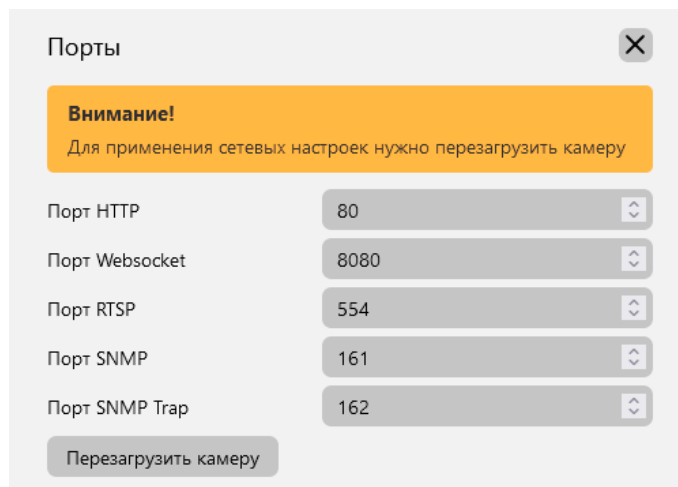 Порты
Внимание!
Для применения сетевых настроек нужно перезагрузить камеру
Порт HTTP 80
Порт Websocket 8080
Порт RTSP 554
Порт SNMP 161
Порт SNMP Trap 162
Перезагрузить камеру